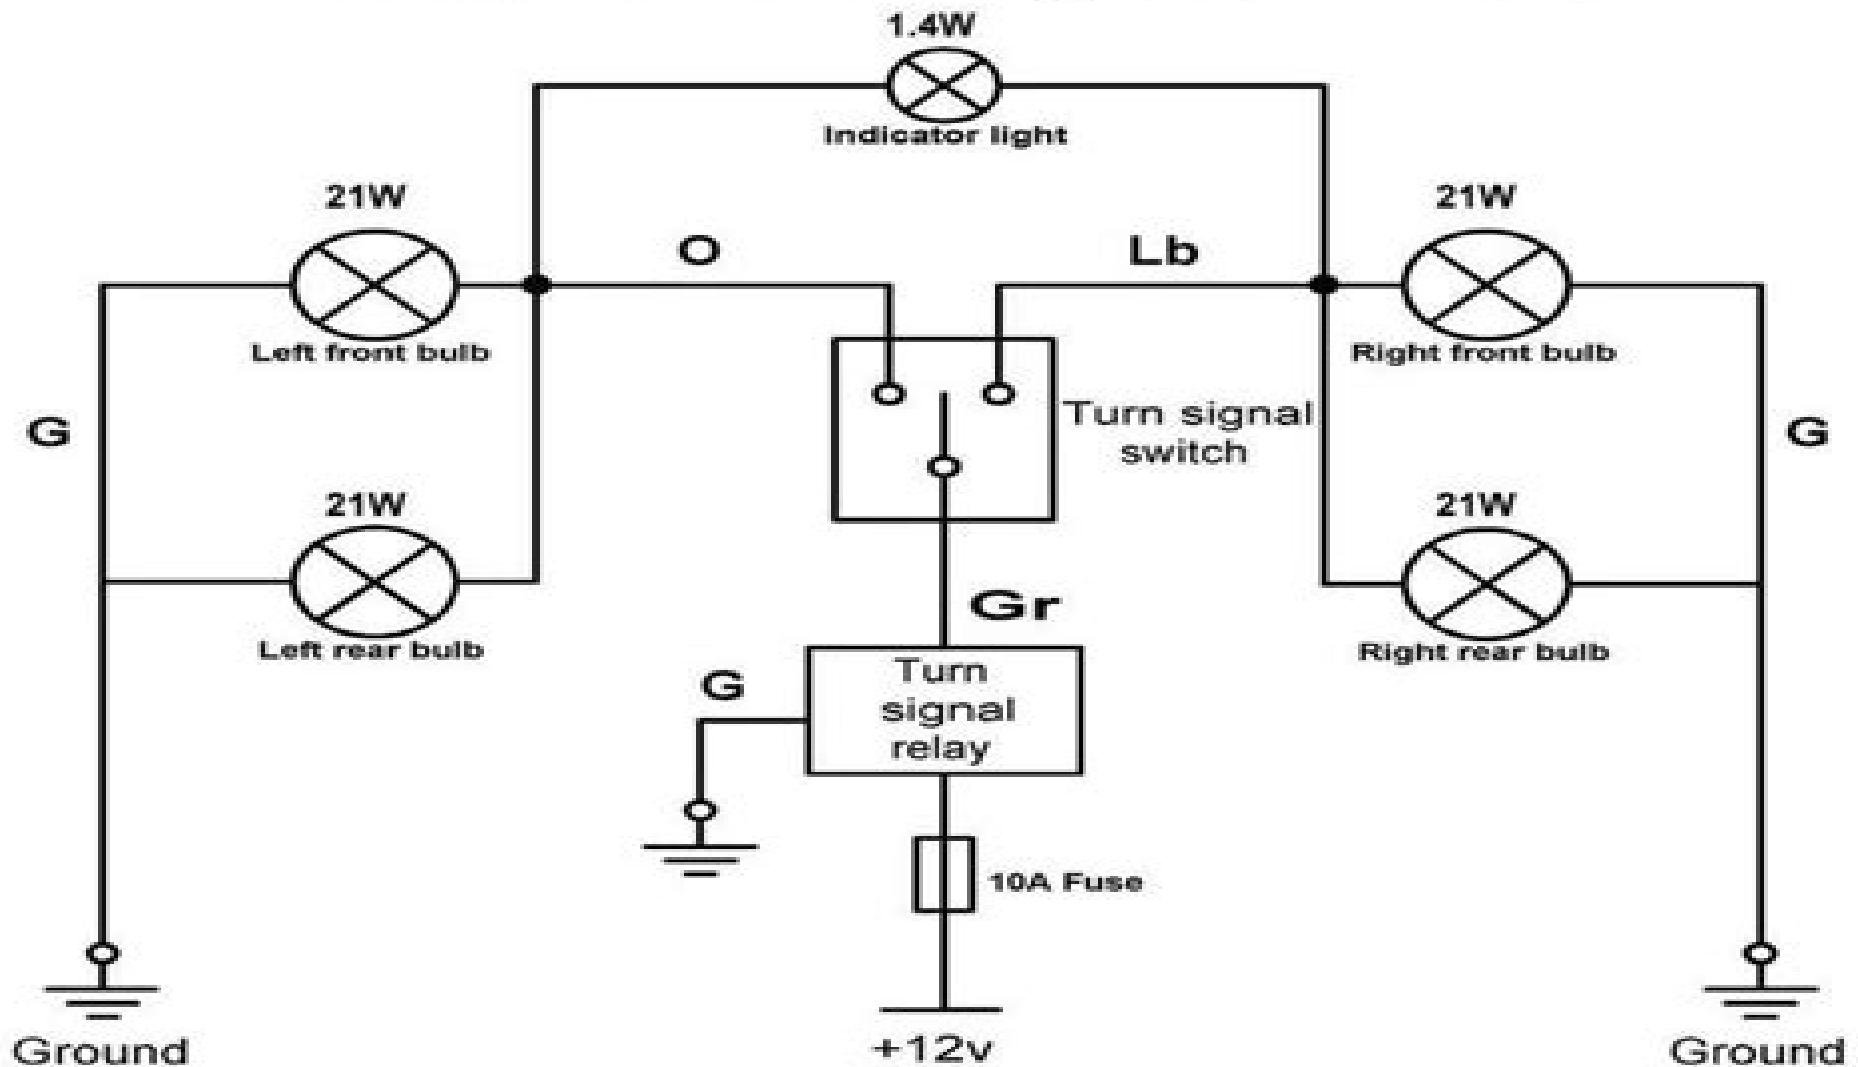 1.4W
Indicator light
21W
21W
O
Lb
Left front bulb
Right front bulb
Turn signal
switch
G
G
21W
21W
Gr
Left rear bulb
Right rear bulb
G
Turn
signal
relay
10A Fuse
Ground
+12v
Ground